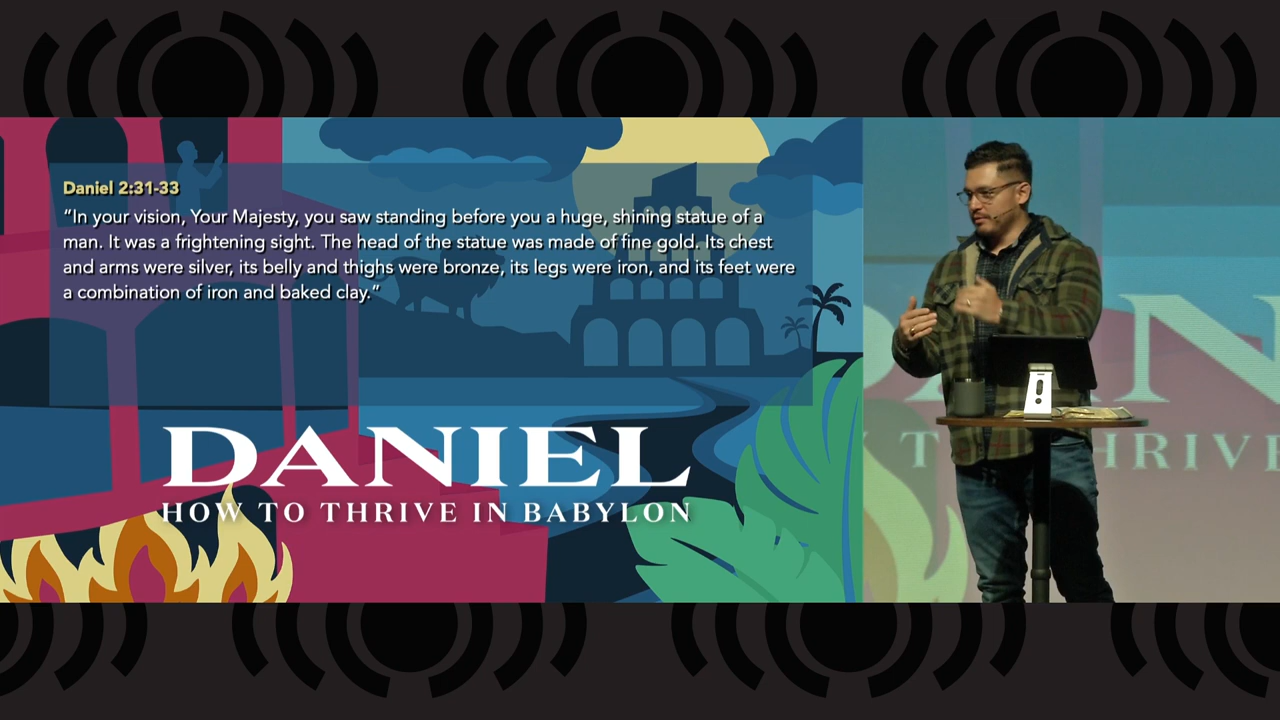 Daniel 2:31-33
“In your vision, Your Majesty, you saw standing before you a huge, shining statue of a
man. It was a frightening sight. The head of the statue was made of fine gold. Its chest
and arms were silver, its belly and thighs were bronze, its legs were iron, and its feet were
a combination of iron and baked clay.”
DANIEL
HOW TO THRIVE IN BABYLON